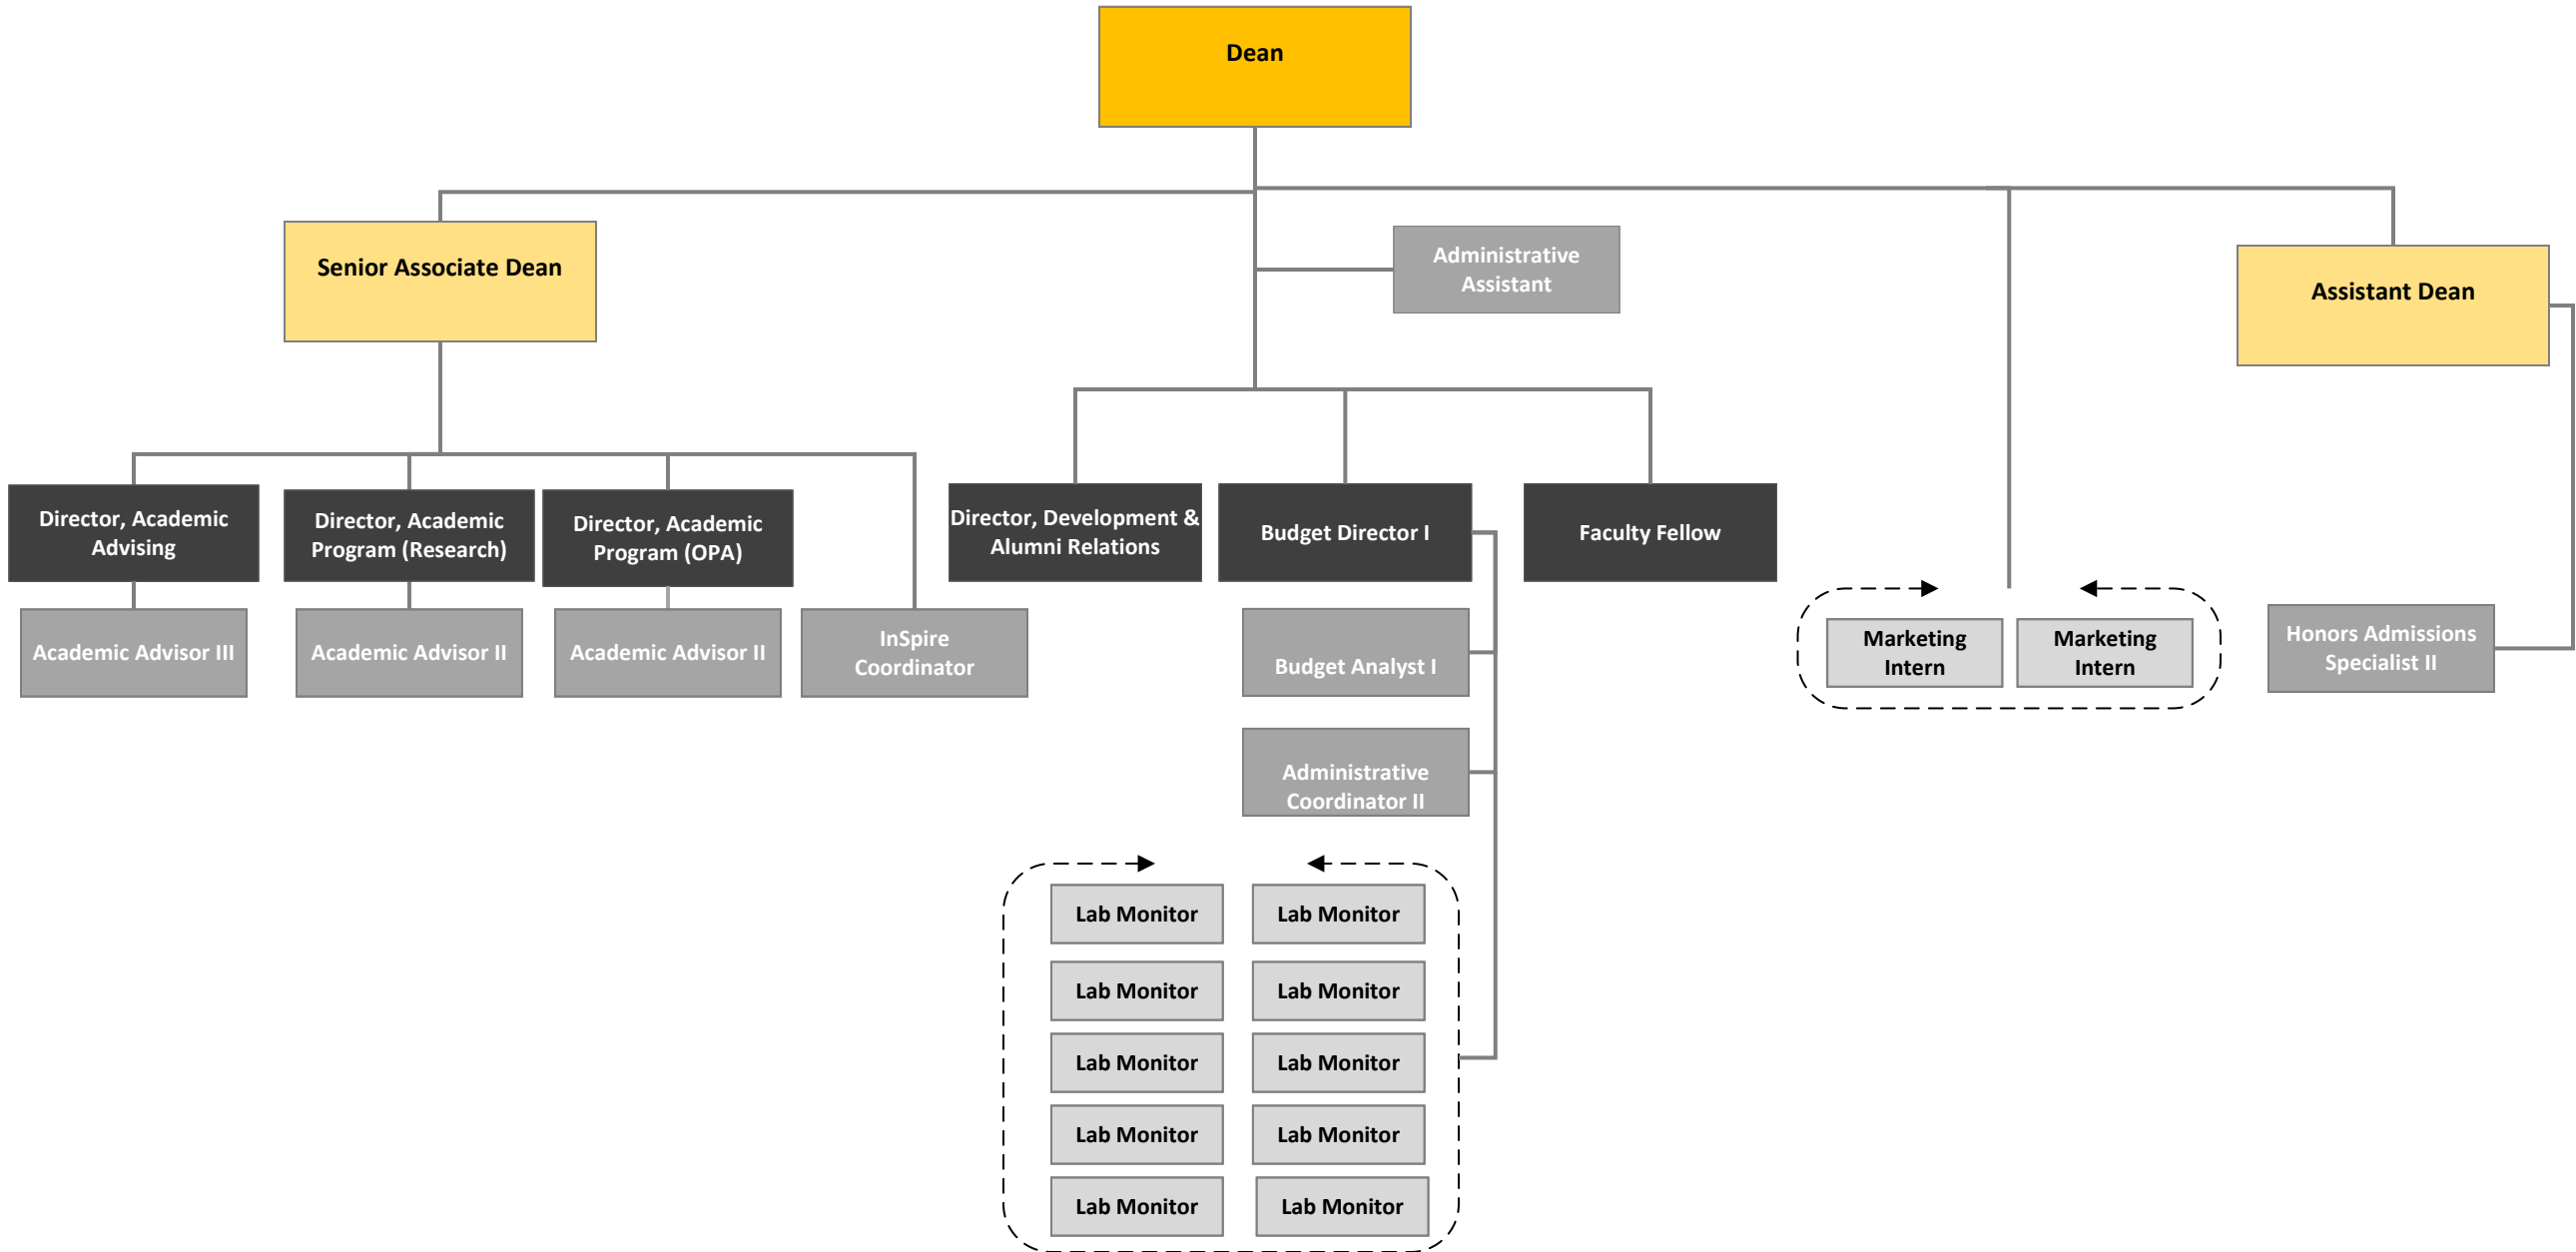 Dean
Senior Associate Dean
Administrative
Assistant
Assistant Dean
Director, Academic
Advising
Director, Academic
Program (Research)
Director, Academic
Program (OPA)
Director, Development &
Alumni Relations
Budget Director I
Faculty Fellow
Academic Advisor III
Academic Advisor II
Academic Advisor II
InSpire
Coordinator
Budget Analyst I
Marketing
Intern
Marketing
Intern
Honors Admissions
Specialist II
Administrative
Coordinator II
Lab Monitor
Lab Monitor
Lab Monitor
Lab Monitor
Lab Monitor
Lab Monitor
Lab Monitor
Lab Monitor
Lab Monitor
Lab Monitor